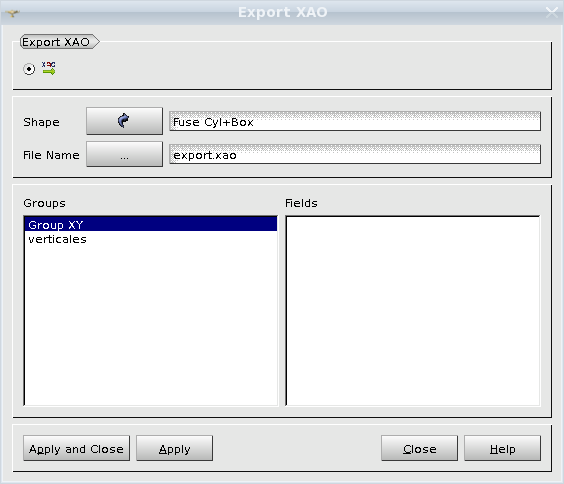 Export XAO
Export XAO
Shape
Fuse Cyl+Box
File Name
...
export.xao
Groups
Fields
Group XY
verticales
Apply and Close
Apply
Close
Help